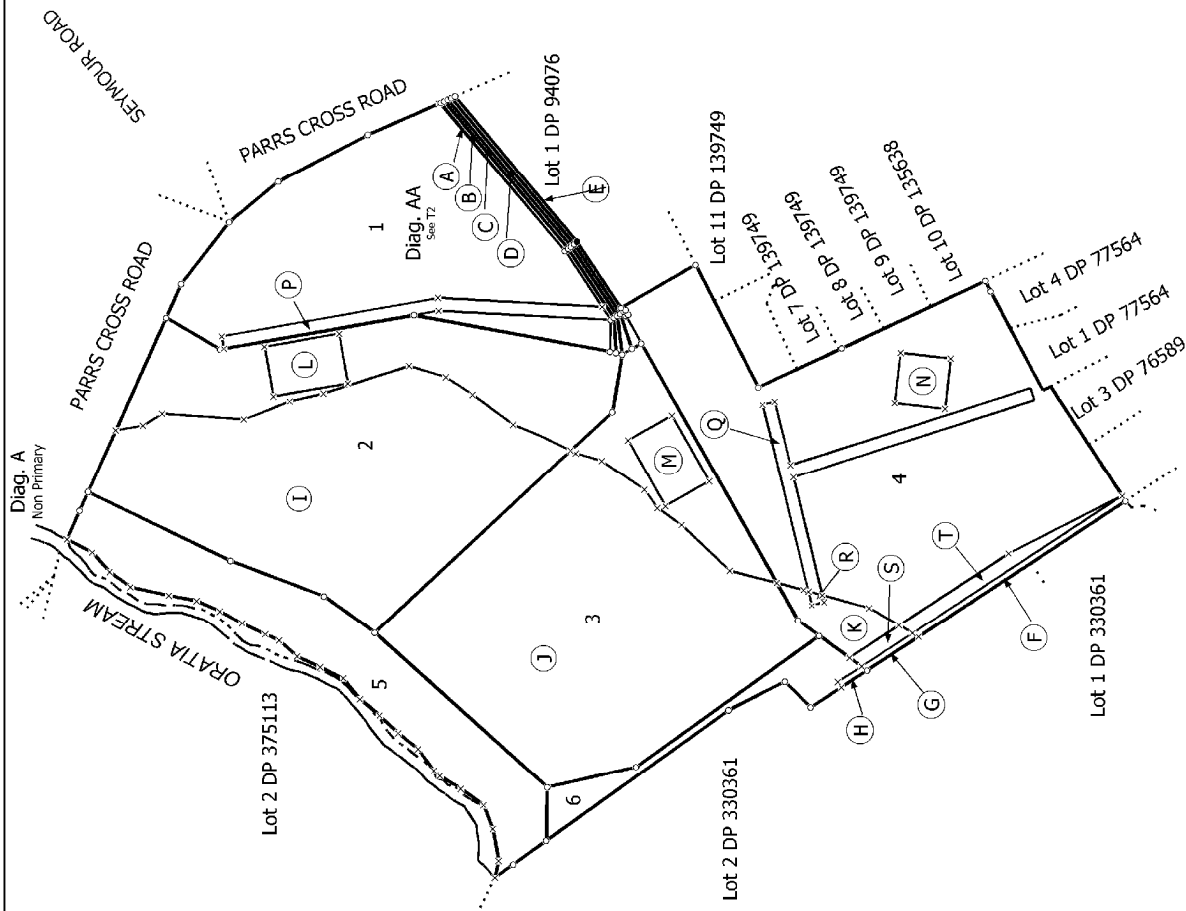 SEYMOUR ROAD
PARRS CROSS ROAD
PARRS CROSS ROAD
Diag. A
Non Primary
ORATIA STREAM
Lot 2 DP 375113
Lot 2 DP 330361
Lot 1 DP 330361
Lot 1 DP 94076
Lot 11 DP 139749
Lot 7 DP 139749
Lot 8 DP 139749
Lot 9 DP 139749
Lot 10 DP 135638
Lot 4 DP 77564
Lot 1 DP 77564
Lot 3 DP 76589
Diag. AA
See T2
1
2
3
4
5
6
A
B
C
D
E
F
G
H
I
J
K
L
M
N
P
Q
R
S
T